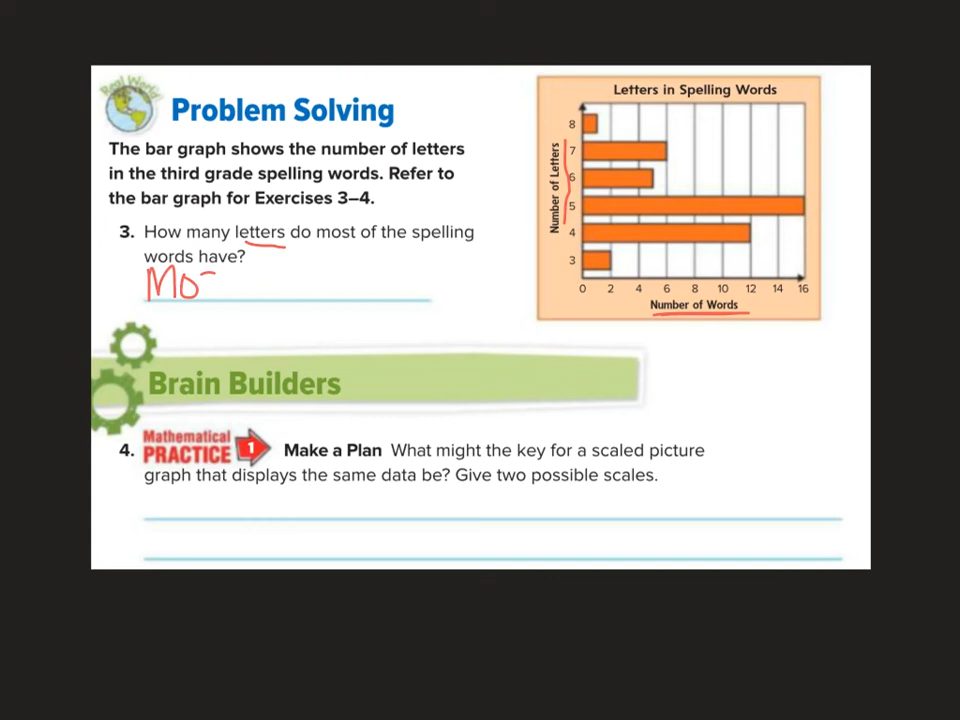 Real World
Problem Solving
The bar graph shows the number of letters
in the third grade spelling words. Refer to
the bar graph for Exercises 3–4.
3. How many letters do most of the spelling
words have?
Mo
Letters in Spelling Words
Number of Letters
8
7
6
5
4
3
0 2 4 6 8 10 12 14 16
Number of Words
Brain Builders
4. Mathematical PRACTICE 1 Make a Plan What might the key for a scaled picture
graph that displays the same data be? Give two possible scales.